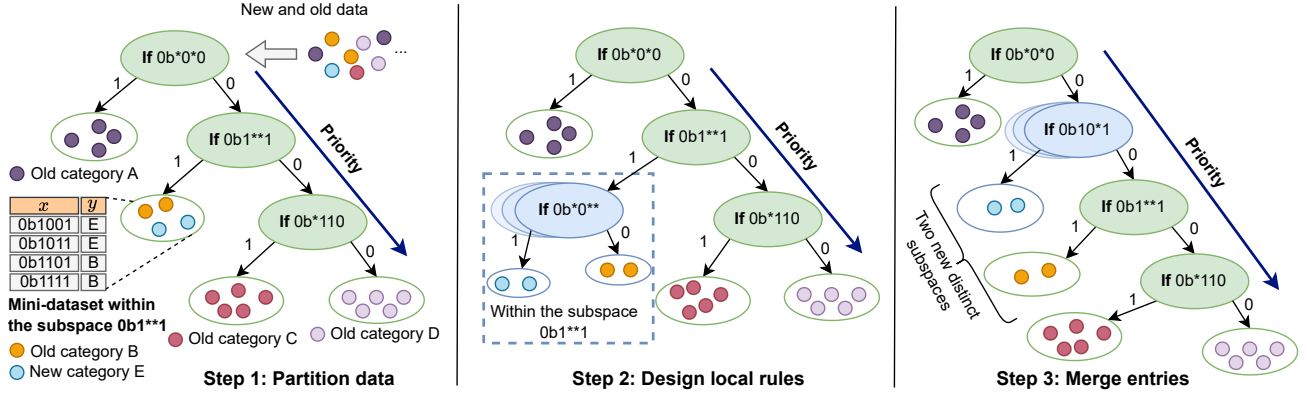 New and old data
...
If 0b*0*0
1
0
If 0b1**1
Priority
Old category A
1
0
x y
0b1001 E
0b1011 E
0b1101 B
0b1111 B
If 0b*110
1
0
Mini-dataset within
the subspace 0b1**1
Old category B
New category E
Old category C
Old category D
Step 1: Partition data
If 0b*0*0
1
0
If 0b1**1
Priority
1
0
If 0b*0**
1
0
Within the subspace
0b1**1
If 0b*110
1
0
Step 2: Design local rules
If 0b*0*0
1
0
If 0b10*1
Priority
1
0
If 0b1**1
1
0
Two new distinct
subspaces
If 0b*110
1
0
Step 3: Merge entries